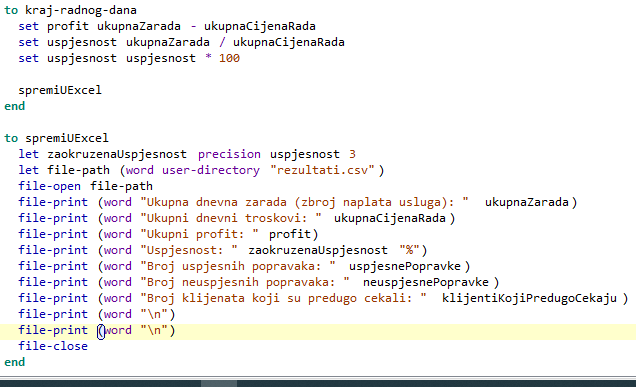 to kraj-radnog-dana
  set profit ukupnaZarada - ukupnaCijenaRada
  set uspjesnost ukupnaZarada / ukupnaCijenaRada
  set uspjesnost uspjesnost * 100

  spremiUExcel
end

to spremiUExcel
  let zaokruzenaUspjesnost precision uspjesnost 3
  let file-path (word user-directory "rezultati.csv")
  file-open file-path
  file-print (word "Ukupna dnevna zarada (zbroj naplata usluga): " ukupnaZarada)
  file-print (word "Ukupni dnevni troskovi: " ukupnaCijenaRada)
  file-print (word "Ukupni profit: " profit)
  file-print (word "Uspjesnost: " zaokruzenaUspjesnost "%")
  file-print (word "Broj uspjesnih popravaka: " uspjesnePopravke)
  file-print (word "Broj neuspjesnih popravaka: " neuspjesnePopravke)
  file-print (word "Broj klijenata koji su predugo cekali: " klijentiKojiPredugoCekaju)
  file-print (word "\n")
  file-print (word "\n")
  file-close
end